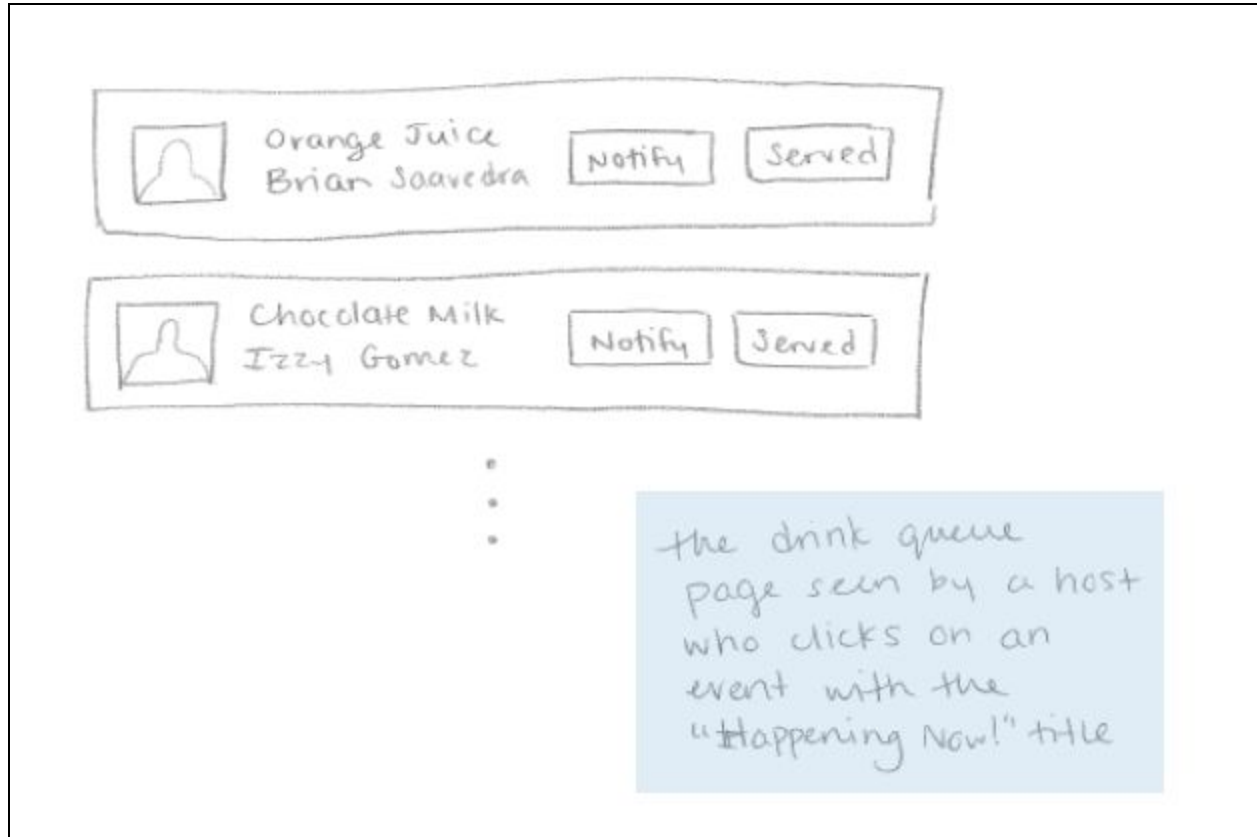 Orange Juice
Brian Saavedra
Notify
Served
Chocolate Milk
Izzy Gomez
Notify
Served
the drink queue
page seen by a host
who clicks on an
event with the
"Happening Now!" title